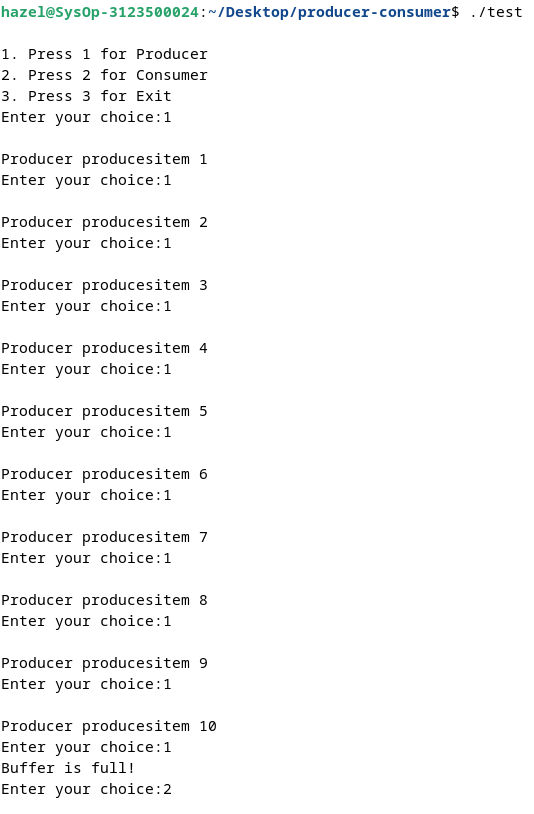 hazel@SysOp-3123500024:~/Desktop/producer-consumer$ ./test
1. Press 1 for Producer
2. Press 2 for Consumer
3. Press 3 for Exit
Enter your choice:1
Producer producesitem 1
Enter your choice:1
Producer producesitem 2
Enter your choice:1
Producer producesitem 3
Enter your choice:1
Producer producesitem 4
Enter your choice:1
Producer producesitem 5
Enter your choice:1
Producer producesitem 6
Enter your choice:1
Producer producesitem 7
Enter your choice:1
Producer producesitem 8
Enter your choice:1
Producer producesitem 9
Enter your choice:1
Producer producesitem 10
Enter your choice:1
Buffer is full!
Enter your choice:2